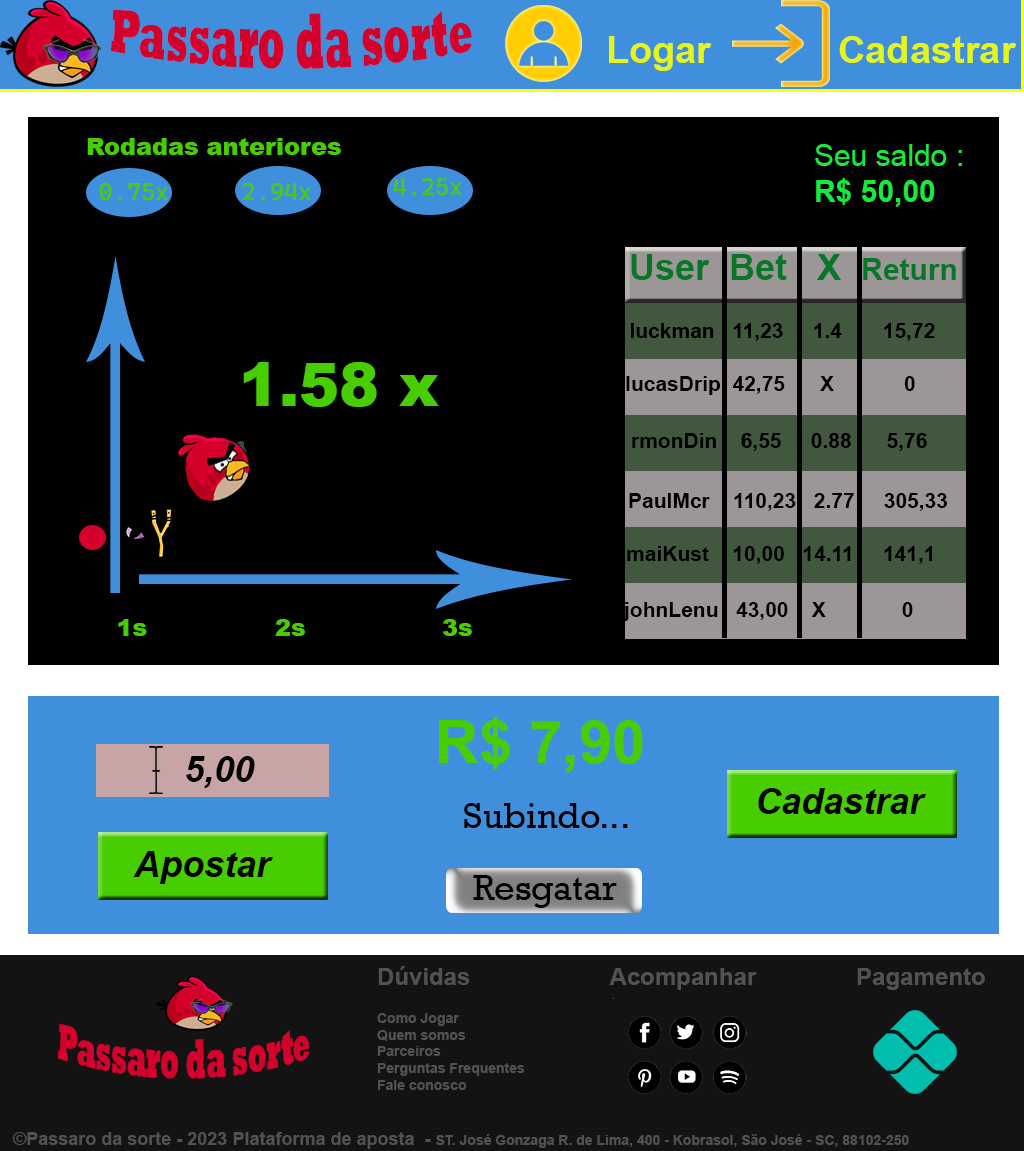 Passaro da sorte
Logar
Cadastrar
Rodadas anteriores
0.75x 2.94x 4.25x
Seu saldo :
R$ 50,00
User Bet X Return
luckman 11,23 1.4 15,72
lucasDrip 42,75 X 0
rmonDin 6,55 0.88 5,76
PaulMcr 110,23 2.77 305,33
maiKust 10,00 14.11 141,1
johnLenu 43,00 X 0
1.58 x
1s 2s 3s
5,00
Apostar
R$ 7,90
Subindo...
Resgatar
Cadastrar
Passaro da sorte
Dúvidas
Como Jogar
Quem somos
Parceiros
Perguntas Frequentes
Fale conosco
Acompanhar
Pagamento
©Passaro da sorte - 2023 Plataforma de aposta - ST. José Gonzaga R. de Lima, 400 - Kobrasol, São José - SC, 88102-250